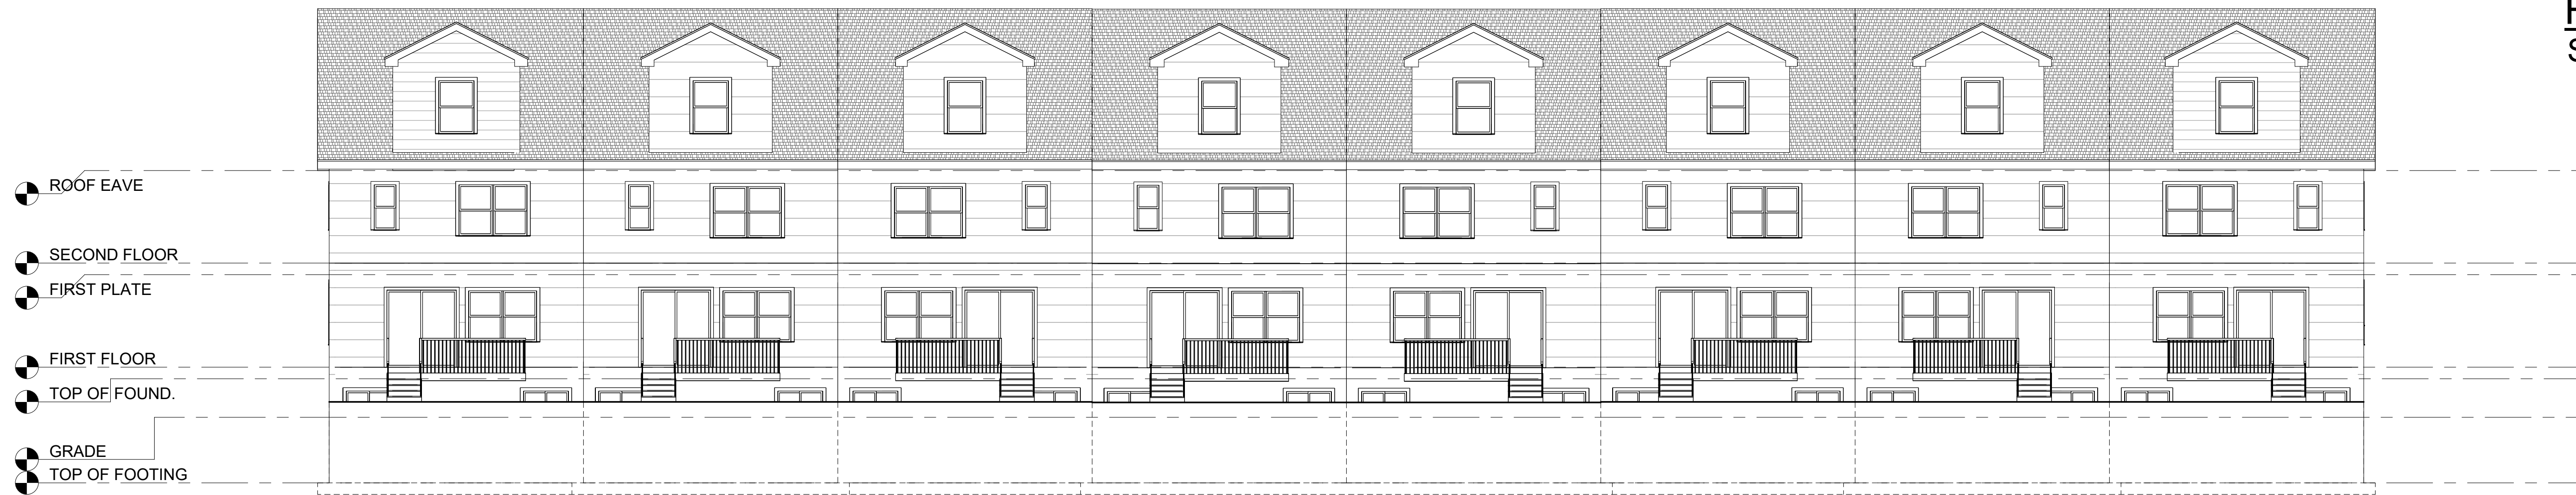 ROOF EAVE
SECOND FLOOR
FIRST PLATE
FIRST FLOOR
TOP OF FOUND.
GRADE
TOP OF FOOTING